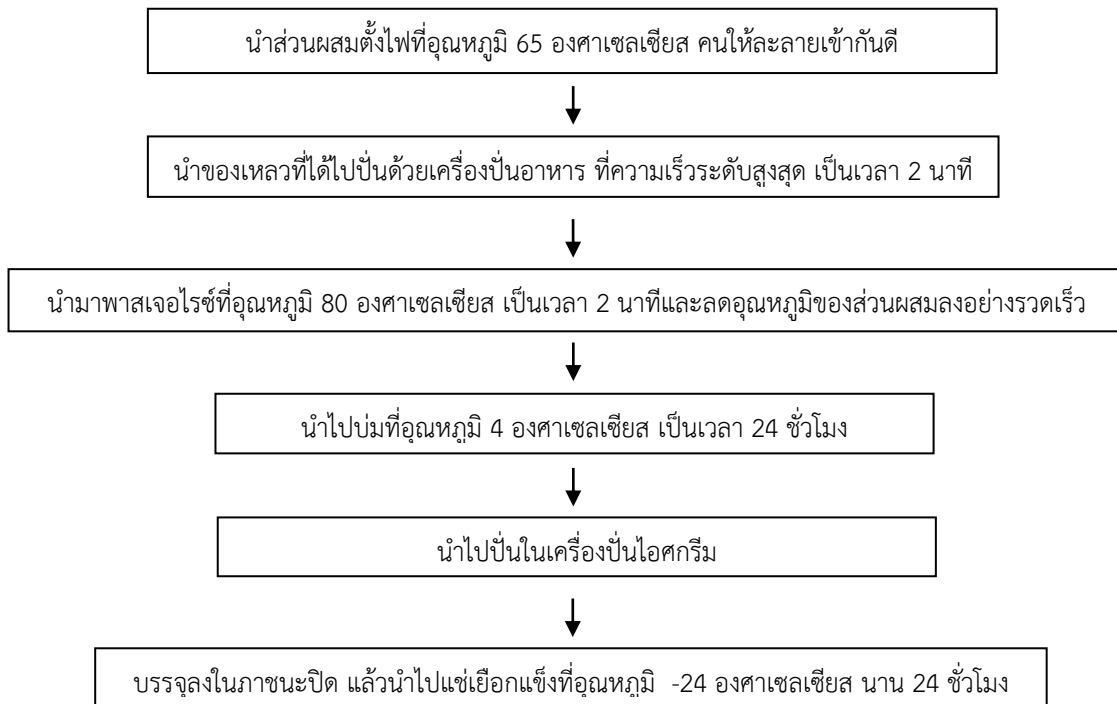 นำส่วนผสมตั้งไฟที่อุณหภูมิ 65 องศาเซลเซียส คนให้ละลายเข้ากันดี
นำของเหลวที่ได้ไปปั่นด้วยเครื่องปั่นอาหาร ที่ความเร็วระดับสูงสุด เป็นเวลา 2 นาที
นำมาพาสเจอไรซ์ที่อุณหภูมิ 80 องศาเซลเซียส เป็นเวลา 2 นาทีและลดอุณหภูมิของส่วนผสมลงอย่างรวดเร็ว
นำไปบ่มที่อุณหภูมิ 4 องศาเซลเซียส เป็นเวลา 24 ชั่วโมง
นำไปปั่นในเครื่องปั่นไอศกรีม
บรรจุลงในภาชนะปิด แล้วนำไปแช่เยือกแข็งที่อุณหภูมิ -24 องศาเซลเซียส นาน 24 ชั่วโมง